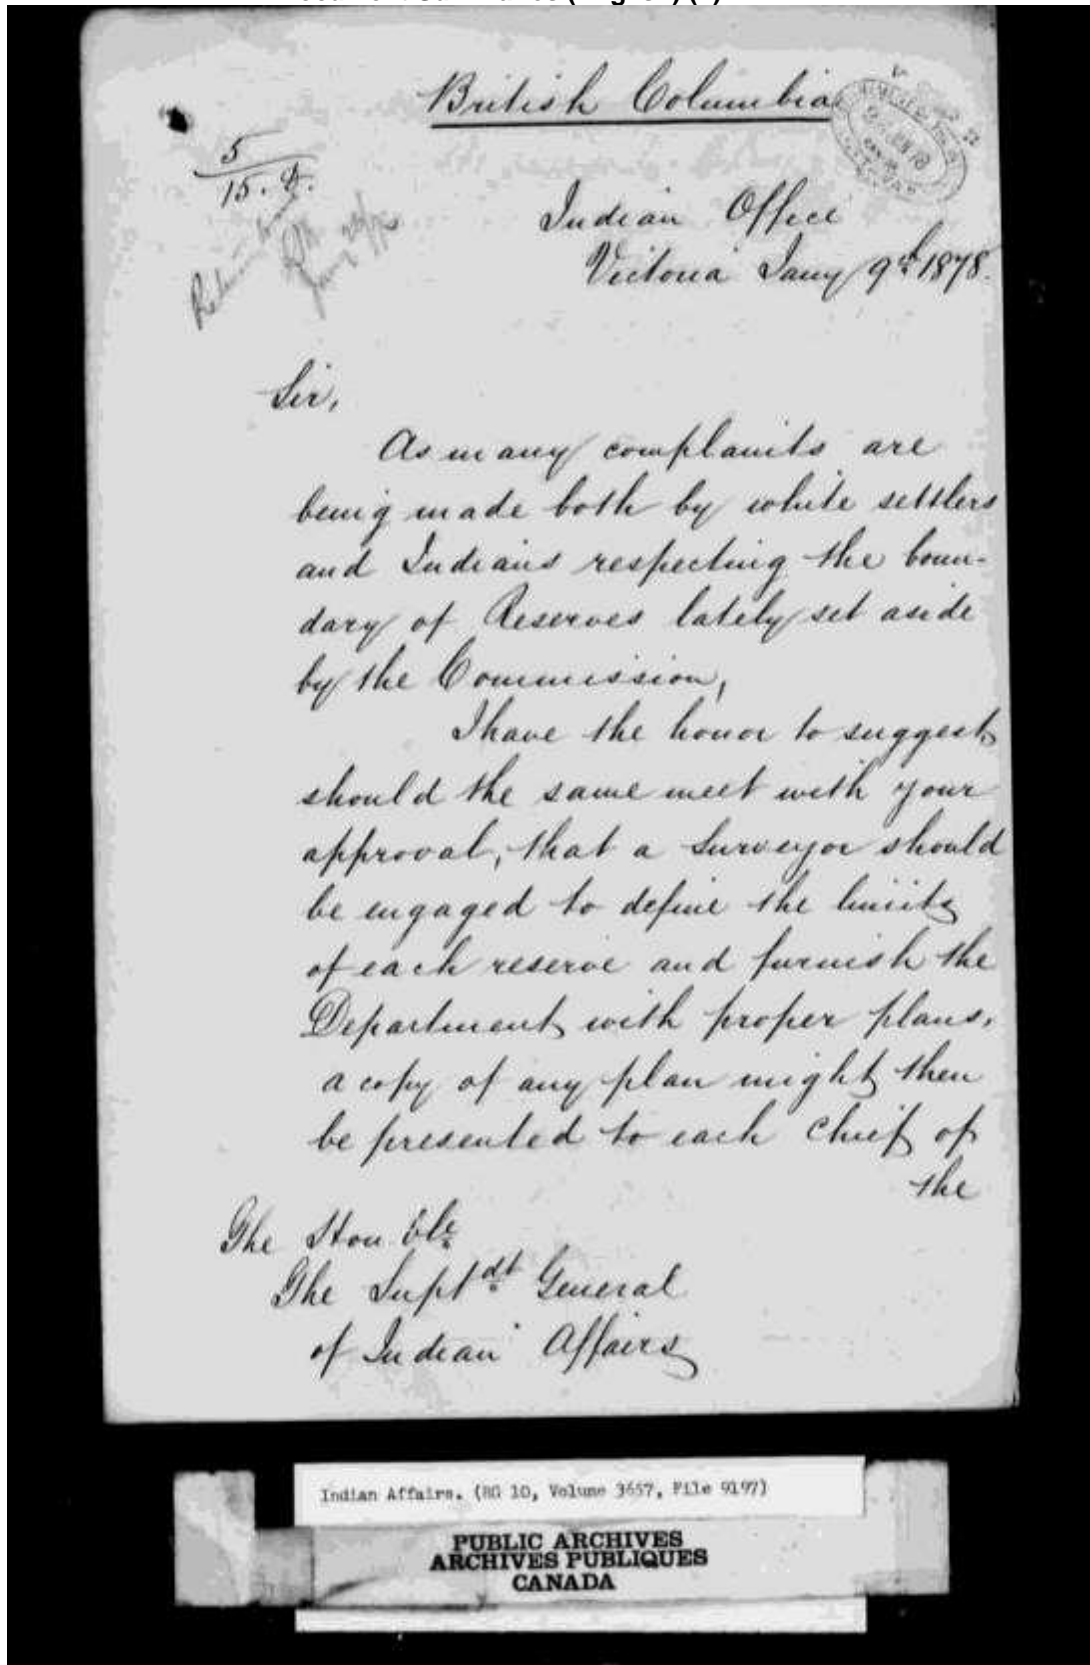 British Columbia
5
15. D.
Indian Office
Victoria Jany 9th 1878.
Sir,
As many complaints are
being made both by white settlers
and Indians respecting the boun-
dary of Reserves lately set aside
by the Commission,
I have the honor to suggest
should the same meet with your
approval, that a Surveyor should
be engaged to define the limits
of each reserve and furnish the
Department with proper plans,
a copy of any plan might then
be presented to each Chief of
the
The Honble
The Suptdt General
of Indian Affairs
Indian Affairs. (RG 10, Volume 3657, File 9197)
PUBLIC ARCHIVES
ARCHIVES PUBLIQUES
CANADA